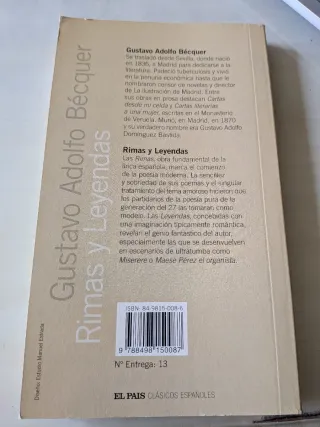 Gustavo Adolfo Bécquer
Rimas y Leyendas
Gustavo Adolfo Bécquer
Se trasladó desde Sevilla, donde nació
en 1836, a Madrid para dedicarse a la
literatura. Padeció tuberculosis y vivió
en la penuria económica hasta que le
nombraron censor de novelas y director
de La Ilustración de Madrid. Entre
sus obras en prosa destacan Cartas
desde mi celda y Cartas literarias
a una mujer, escritas en el Monasterio
de Veruela. Murió, en Madrid, en 1870
y su verdadero nombre era Gustavo Adolfo
Domínguez Bastida.
Rimas y Leyendas
Las Rimas, obra fundamental de la
lírica española, marca el comienzo
de la poesía moderna. La sencillez
y sobriedad de sus poemas y el singular
tratamiento del tema amoroso hicieron que
los partidarios de la poesía pura de la
generación del 27 las tomaran como
modelo. Las Leyendas, concebidas con
una imaginación típicamente romántica,
revelan el genio fantástico del autor,
especialmente las que se desenvuelven
en escenarios de ultratumba como
Miserere o Maese Pérez el organista.
ISBN: 84-9815-008-6
9 788498 150087
Nº Entrega: 13
Diseño: Estudio Manuel Estrada
EL PAIS CLÁSICOS ESPAÑOLES